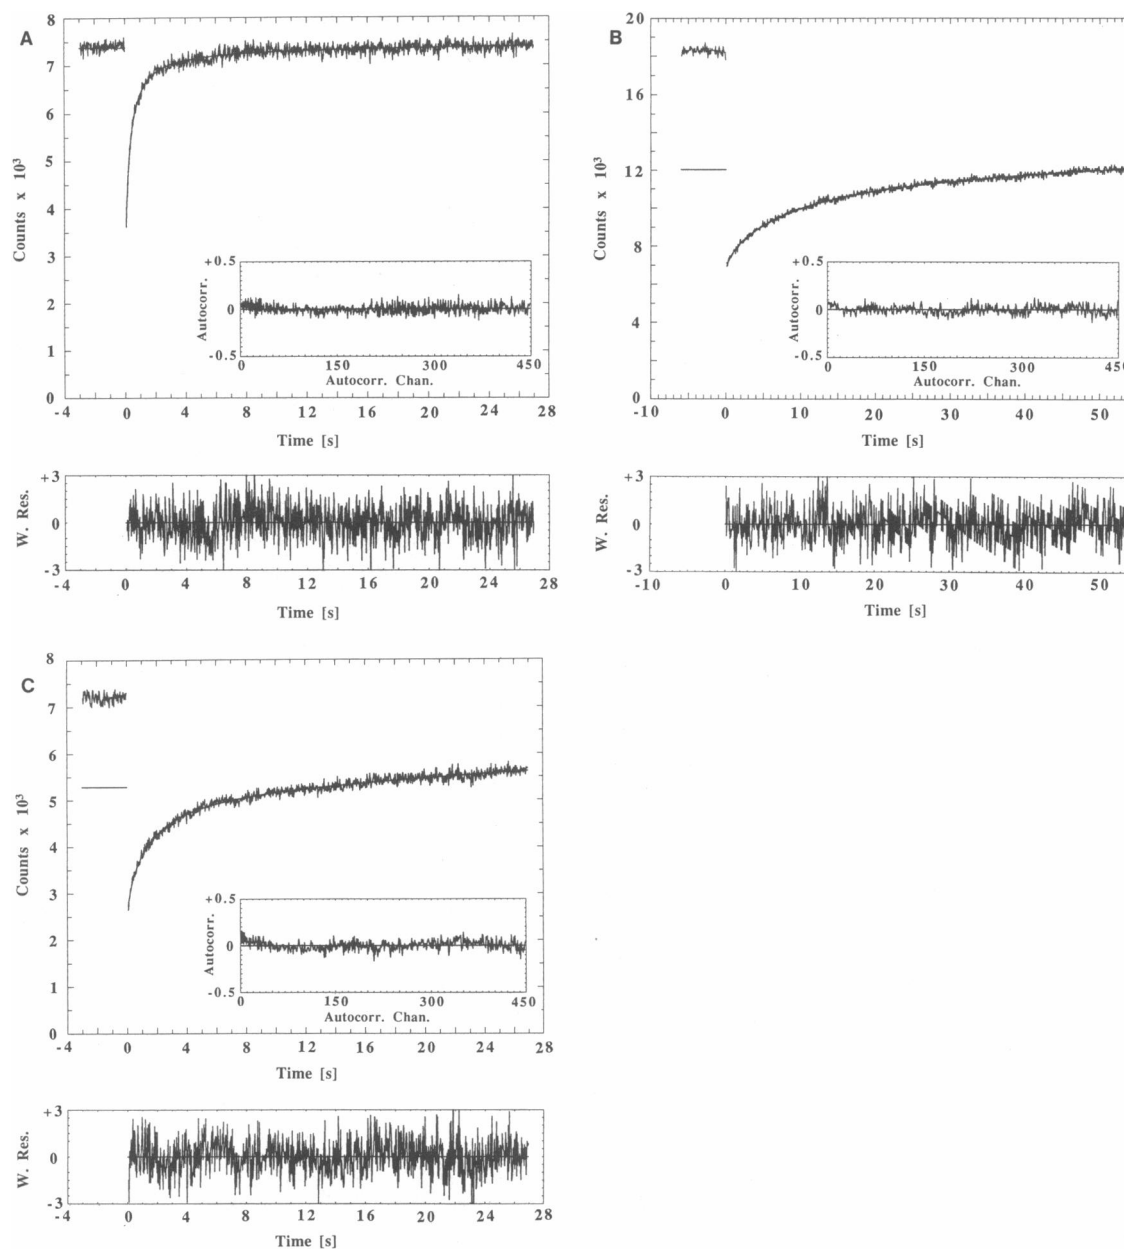 A
8
7
6
5
4
3
2
1
0
Counts x 10³
-4 0 4 8 12 16 20 24 28
Time [s]
+0.5
0
-0.5
Autocorr.
0 150 300 450
Autocorr. Chan.
+3
0
-3
W. Res.
-4 0 4 8 12 16 20 24 28
Time [s]
B
20
18
16
14
12
10
8
4
0
Counts x 10³
-10 0 10 20 30 40 50
Time [s]
+0.5
0
-0.5
Autocorr.
0 150 300 45
Autocorr. Chan.
+3
0
-3
W. Res.
-10 0 10 20 30 40 50
Time [s]
C
8
7
6
5
4
3
2
1
0
Counts x 10³
-4 0 4 8 12 16 20 24 28
Time [s]
+0.5
0
-0.5
Autocorr.
0 150 300 450
Autocorr. Chan.
+3
0
-3
W. Res.
-4 0 4 8 12 16 20 24 28
Time [s]